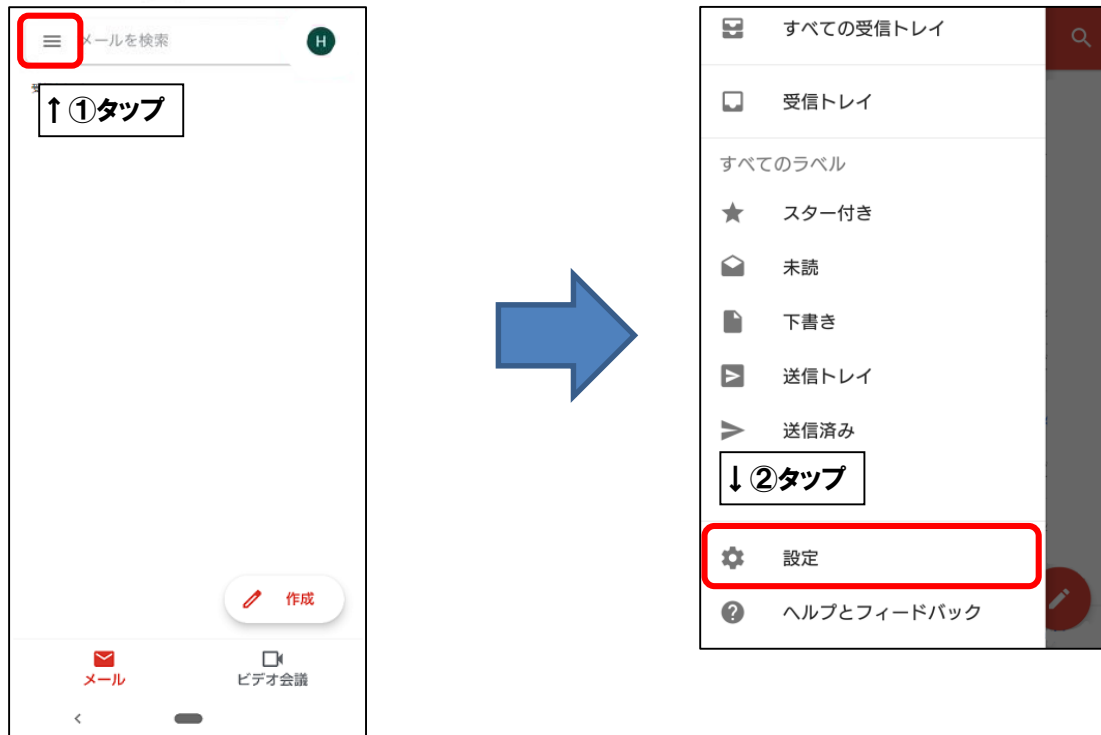 メールを検索
H
↑①タップ
作成
メール
ビデオ会議
すべての受信トレイ
受信トレイ
すべてのラベル
スター付き
未読
下書き
送信トレイ
送信済み
↓②タップ
設定
ヘルプとフィードバック